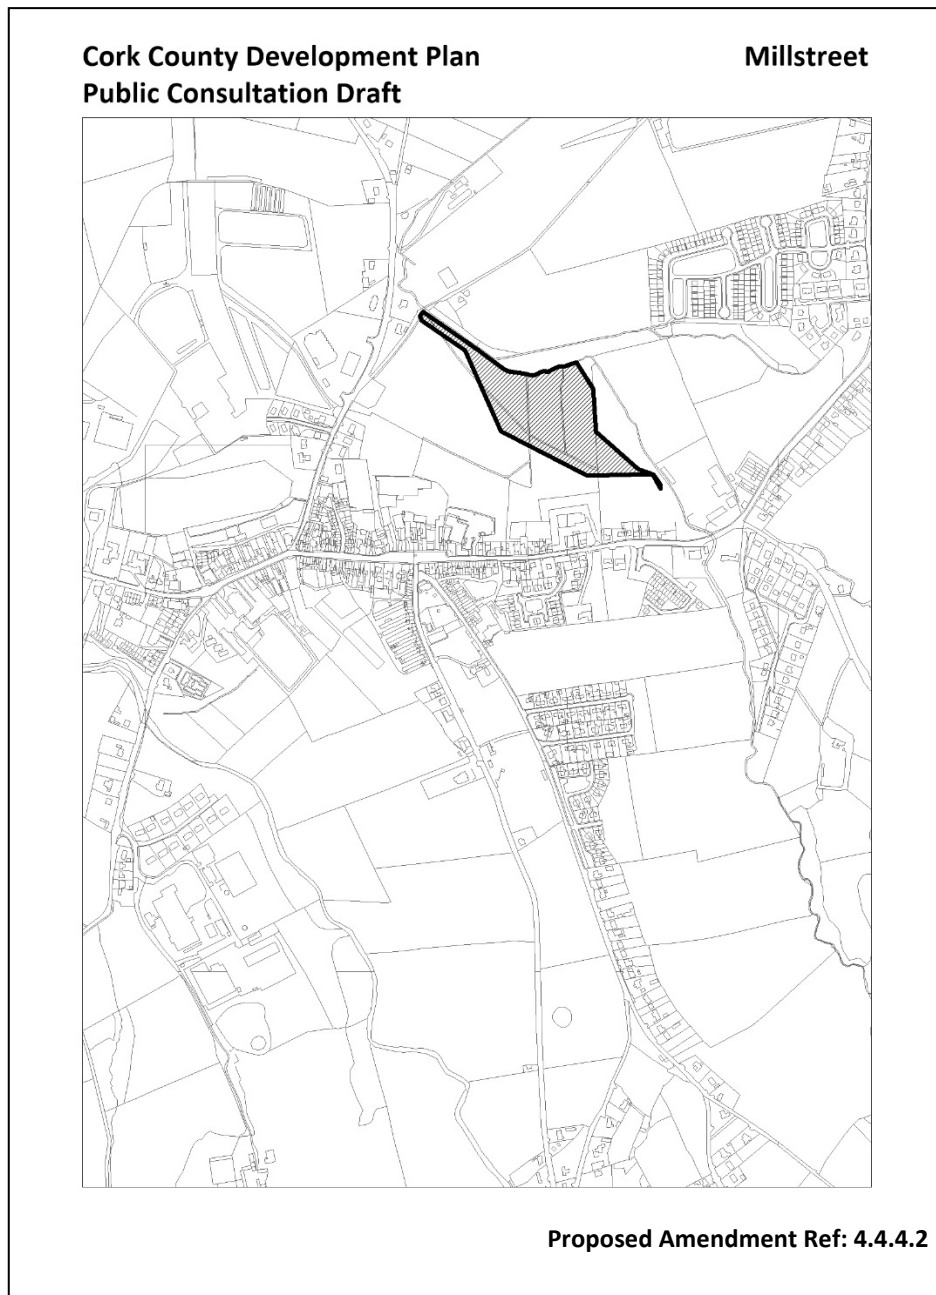 Cork County Development Plan Millstreet
Public Consultation Draft
Proposed Amendment Ref: 4.4.4.2